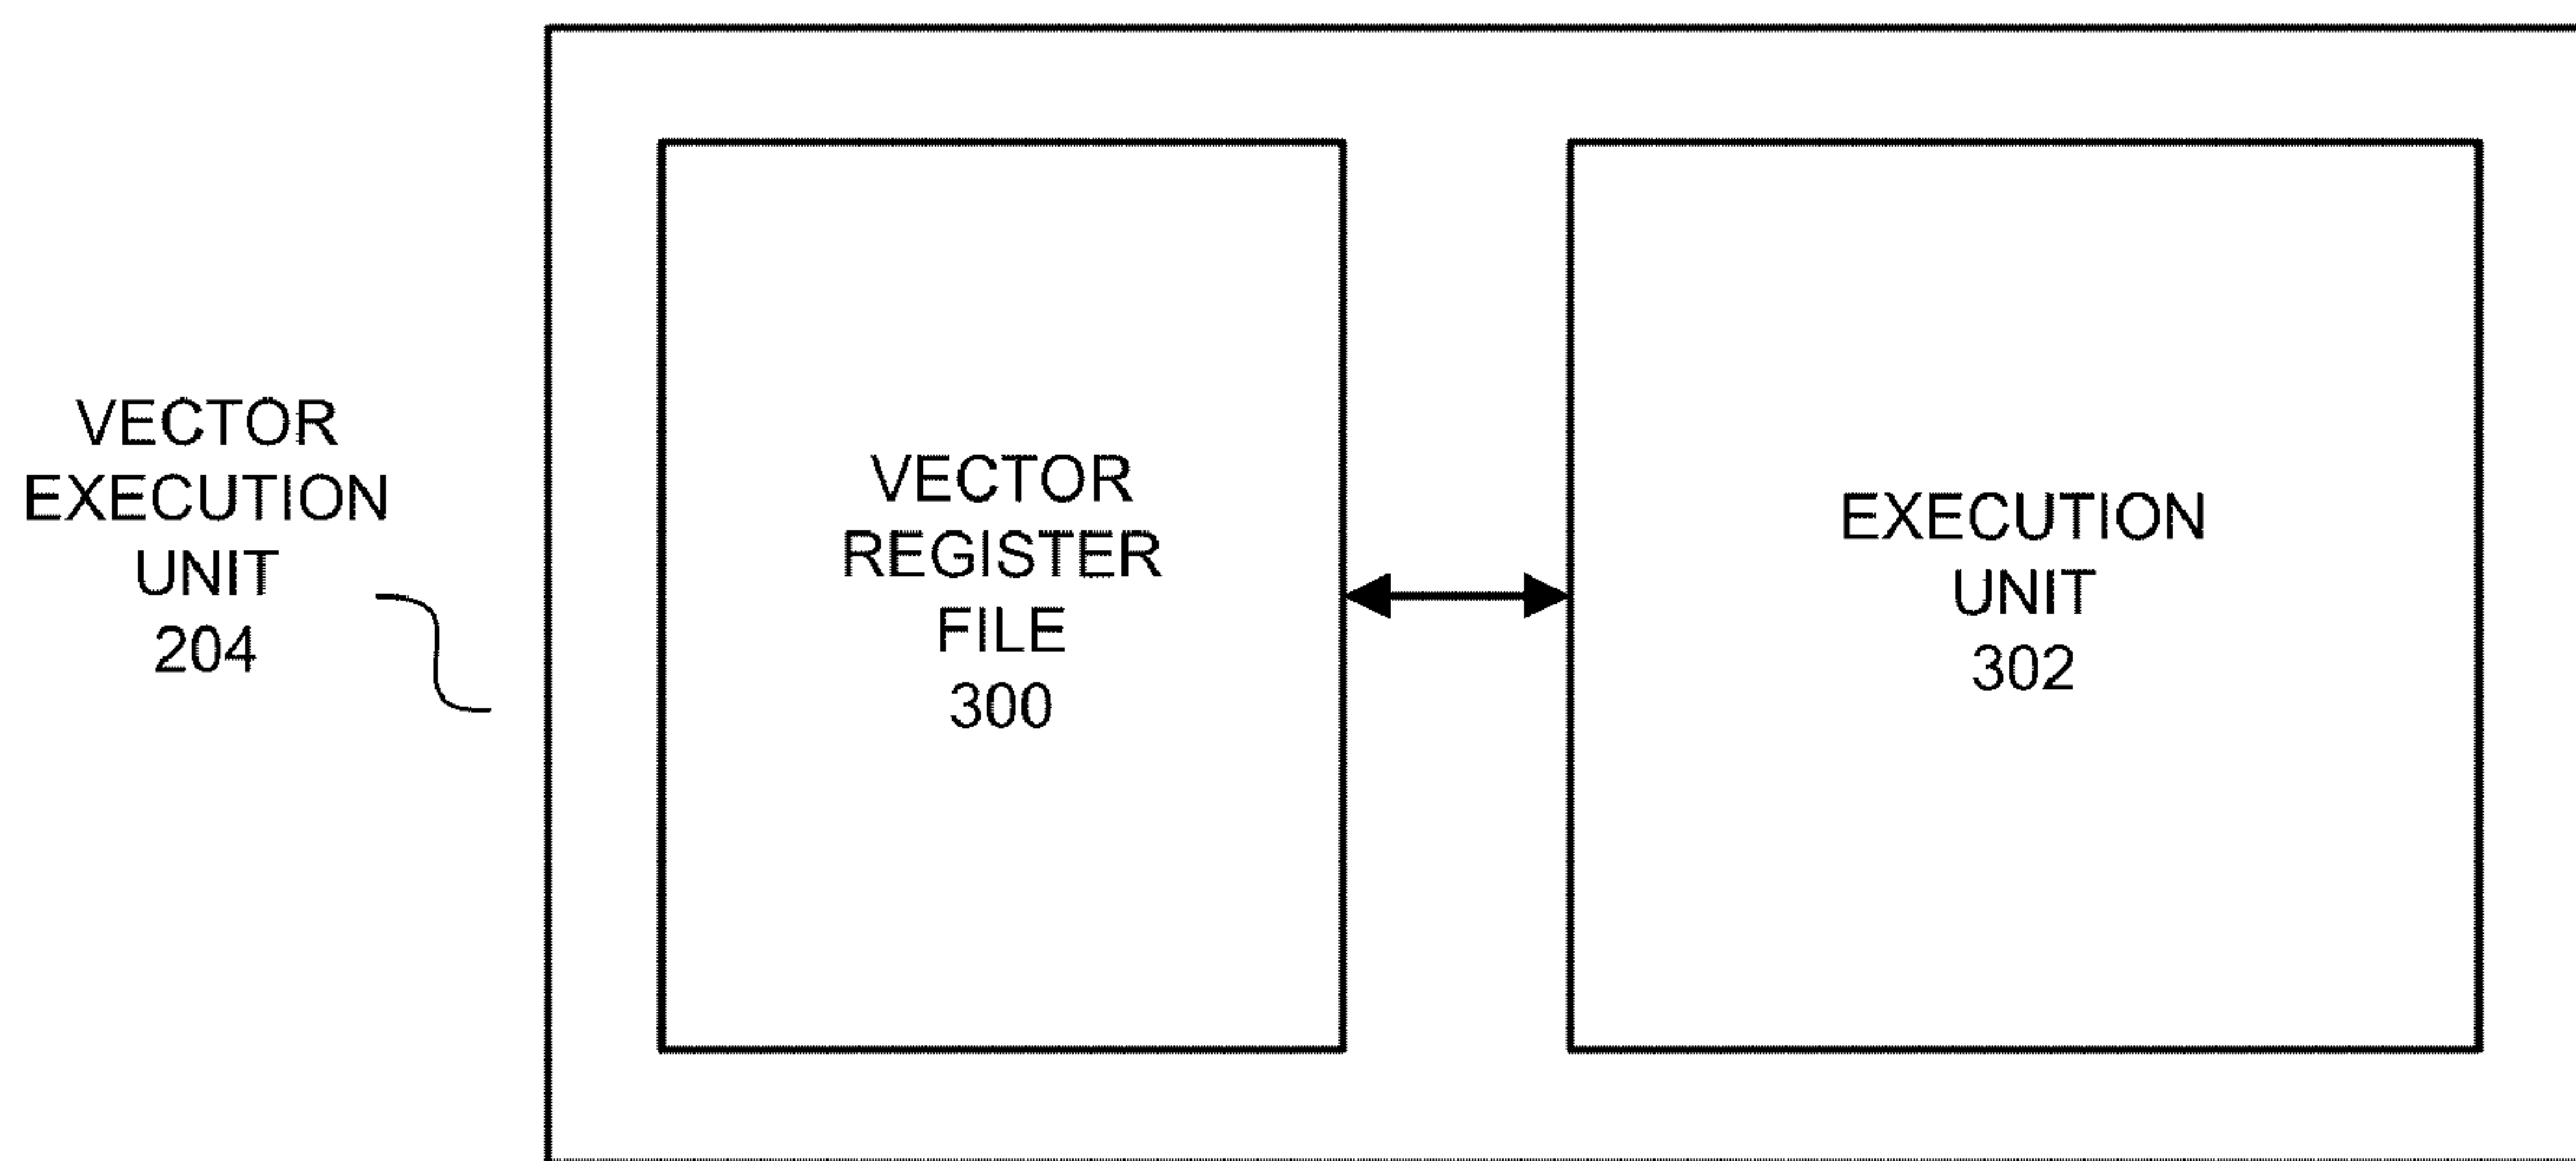 VECTOR
EXECUTION
UNIT
204
VECTOR
REGISTER
FILE
300
EXECUTION
UNIT
302